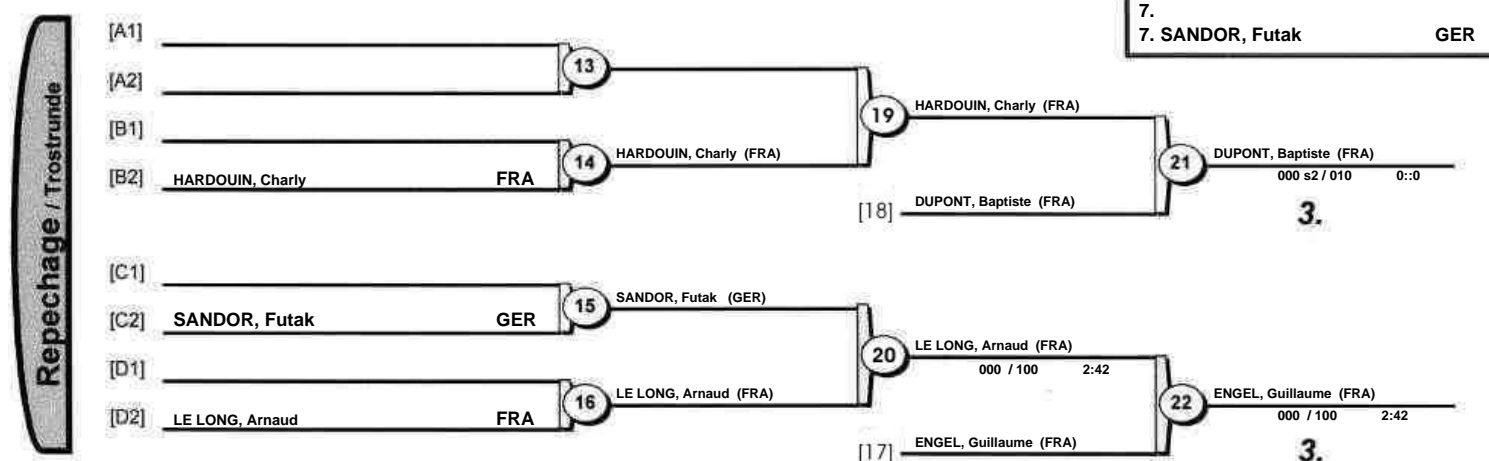 7.
7. SANDOR, Futak GER
Repechage / Trostrunde
[A1]
13
[A2]
[B1]
19
HARDOUIN, Charly (FRA)
14
HARDOUIN, Charly (FRA)
[B2] HARDOUIN, Charly FRA
21
DUPONT, Baptiste (FRA)
000 s2 / 010 0::0
[18] DUPONT, Baptiste (FRA)
3.
[C1]
15
SANDOR, Futak (GER)
[C2] SANDOR, Futak GER
20
LE LONG, Arnaud (FRA)
000 / 100 2:42
[D1]
16
LE LONG, Arnaud (FRA)
[D2] LE LONG, Arnaud FRA
22
ENGEL, Guillaume (FRA)
000 / 100 2:42
[17] ENGEL, Guillaume (FRA)
3.